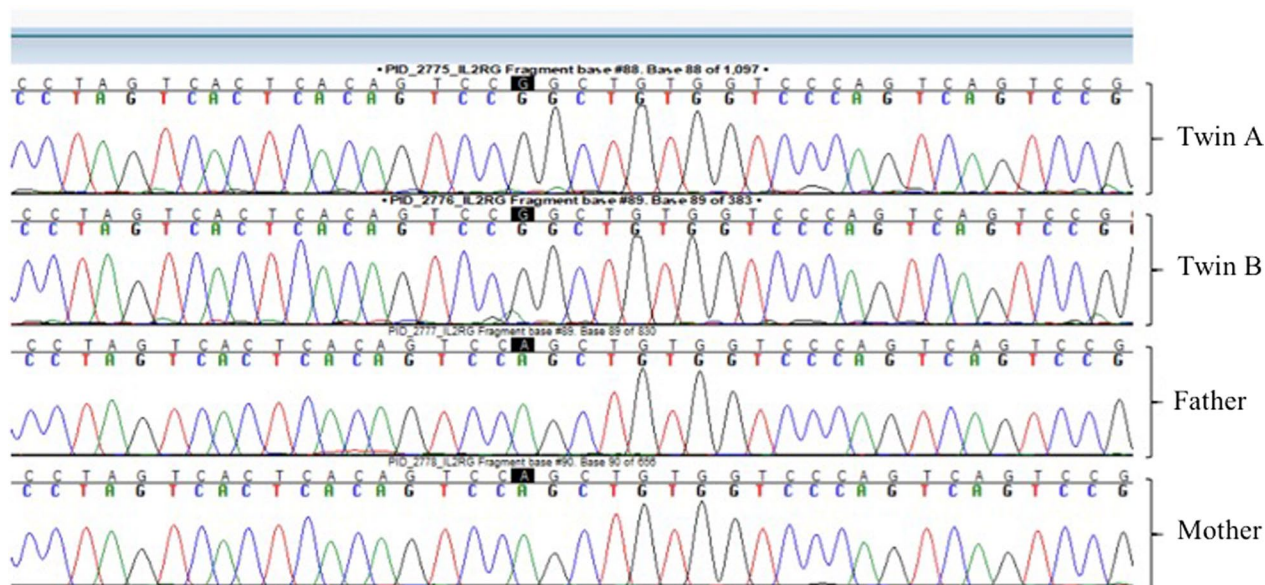 • PID_2775_IL2RG Fragment base #88. Base 88 of 1,097 •
C C T A G T C A C T C A C A G T C C G G C T G T G G T C C C A G T C A G T C C G
C C T A G T C A C T C A C A G T C C G G C T G T G G T C C C A G T C A G T C C G
Twin A
• PID_2776_IL2RG Fragment base #89. Base 89 of 383 •
C C T A G T C A C T C A C A G T C C G G C T G T G G T C C C A G T C A G T C C G
C C T A G T C A C T C A C A G T C C G G C T G T G G T C C C A G T C A G T C C G
Twin B
PID_2777_IL2RG Fragment base #89. Base 89 of 830
C C T A G T C A C T C A C A G T C C A G C T G T G G T C C C A G T C A G T C C G
C C T A G T C A C T C A C A G T C C A G C T G T G G T C C C A G T C A G T C C G
Father
PID_2778_IL2RG Fragment base #90. Base 90 of 656
C C T A G T C A C T C A C A G T C C A G C T G T G G T C C C A G T C A G T C C G
C C T A G T C A C T C A C A G T C C A G C T G T G G T C C C A G T C A G T C C G
Mother